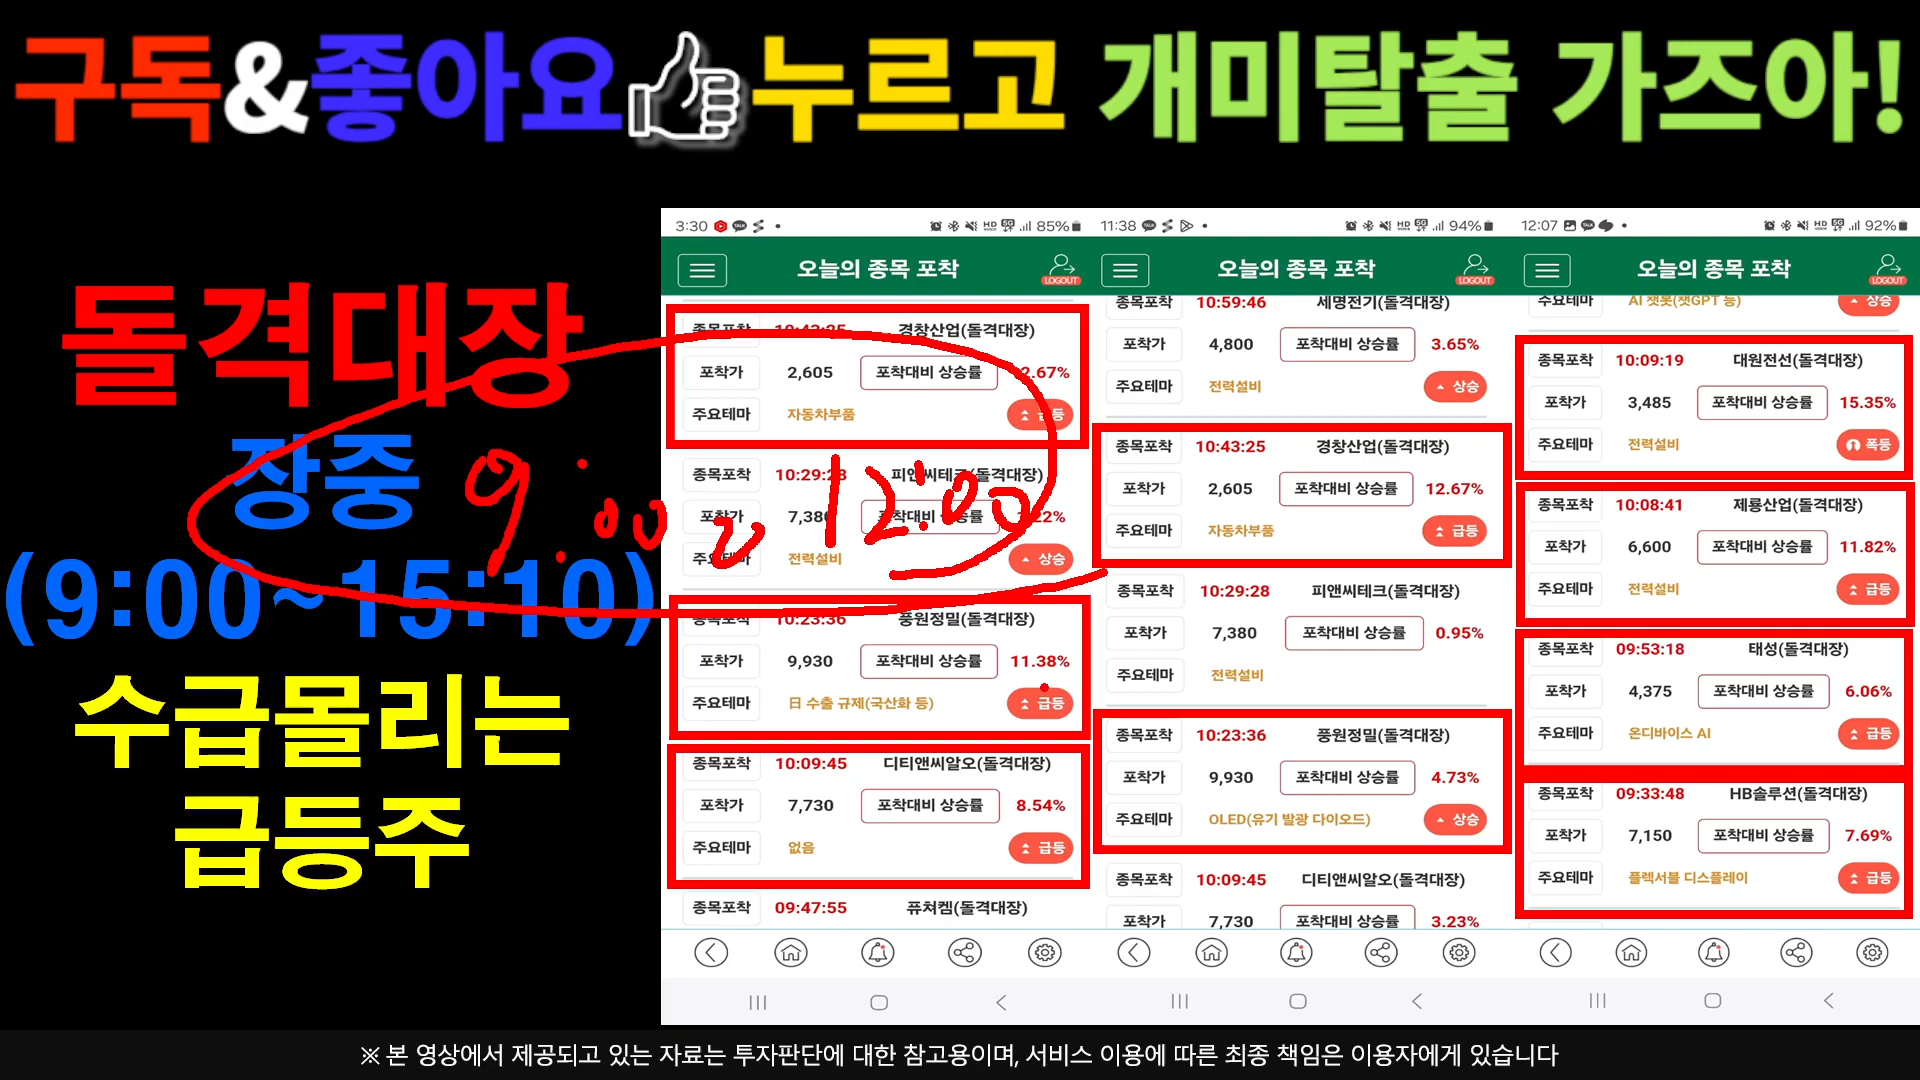 구독&좋아요 누르고 개미탈출 가즈아!
돌격대장
장중
(9:00~15:10)
수급몰리는
급등주
9:00 ~ 12:00
3:30 85%
오늘의 종목 포착
LOGOUT
종목포착 10:43:25 경창산업(돌격대장)
포착가 2,605 포착대비 상승률 2.67%
주요테마 자동차부품 급등
종목포착 10:29:28 피앤씨테크(돌격대장)
포착가 7,380 포착대비 상승률 .22%
주요테마 전력설비 상승
종목포착 10:23:36 풍원정밀(돌격대장)
포착가 9,930 포착대비 상승률 11.38%
주요테마 日 수출 규제(국산화 등) 급등
종목포착 10:09:45 디티앤씨알오(돌격대장)
포착가 7,730 포착대비 상승률 8.54%
주요테마 없음 급등
종목포착 09:47:55 퓨쳐켐(돌격대장)
11:38 94%
오늘의 종목 포착
LOGOUT
종목포착 10:59:46 세명전기(돌격대장)
포착가 4,800 포착대비 상승률 3.65%
주요테마 전력설비 상승
종목포착 10:43:25 경창산업(돌격대장)
포착가 2,605 포착대비 상승률 12.67%
주요테마 자동차부품 급등
종목포착 10:29:28 피앤씨테크(돌격대장)
포착가 7,380 포착대비 상승률 0.95%
주요테마 전력설비
종목포착 10:23:36 풍원정밀(돌격대장)
포착가 9,930 포착대비 상승률 4.73%
주요테마 OLED(유기 발광 다이오드) 상승
종목포착 10:09:45 디티앤씨알오(돌격대장)
포착가 7,730 포착대비 상승률 3.23%
12:07 92%
오늘의 종목 포착
LOGOUT
주요테마 AI 챗봇(챗GPT 등) 상승
종목포착 10:09:19 대원전선(돌격대장)
포착가 3,485 포착대비 상승률 15.35%
주요테마 전력설비 폭등
종목포착 10:08:41 제룡산업(돌격대장)
포착가 6,600 포착대비 상승률 11.82%
주요테마 전력설비 급등
종목포착 09:53:18 태성(돌격대장)
포착가 4,375 포착대비 상승률 6.06%
주요테마 온디바이스 AI 급등
종목포착 09:33:48 HB솔루션(돌격대장)
포착가 7,150 포착대비 상승률 7.69%
주요테마 플렉서블 디스플레이 급등
※ 본 영상에서 제공되고 있는 자료는 투자판단에 대한 참고용이며, 서비스 이용에 따른 최종 책임은 이용자에게 있습니다